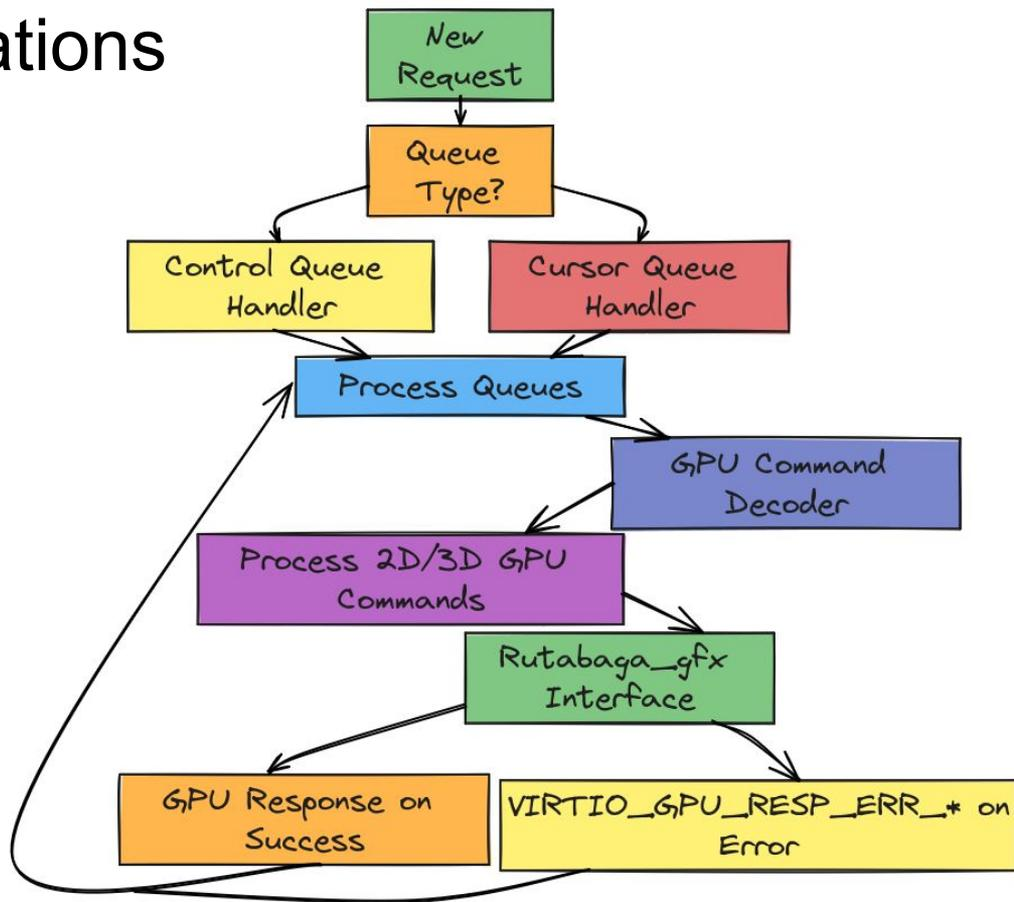 ations
New
Request
Queue
Type?
Control Queue
Handler
Cursor Queue
Handler
Process Queues
GPU Command
Decoder
Process 2D/3D GPU
Commands
Rutabaga_gfx
Interface
GPU Response on
Success
VIRTIO_GPU_RESP_ERR_* on
Error